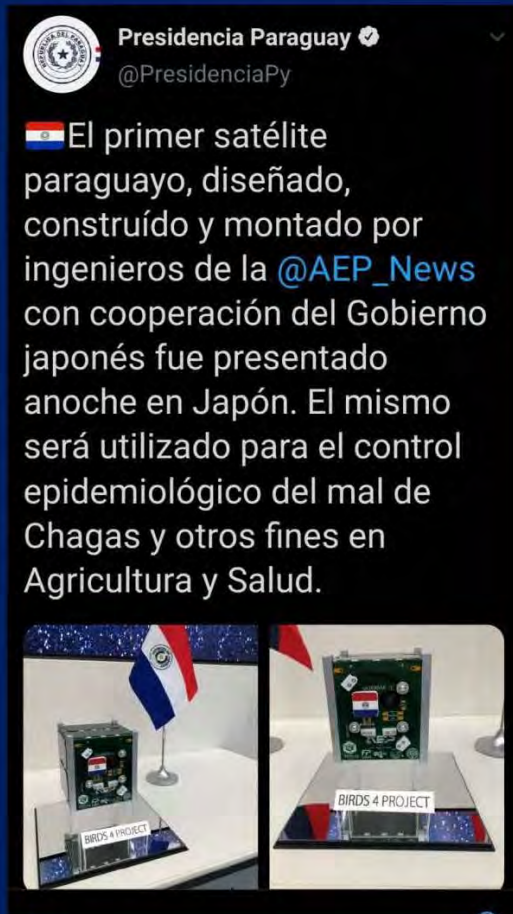 Presidencia Paraguay
@PresidenciaPy
El primer satélite
paraguayo, diseñado,
construído y montado por
ingenieros de la @AEP_News
con cooperación del Gobierno
japonés fue presentado
anoche en Japón. El mismo
será utilizado para el control
epidemiológico del mal de
Chagas y otros fines en
Agricultura y Salud.
BIRDS 4 PROJECT
BIRDS 4 PROJECT